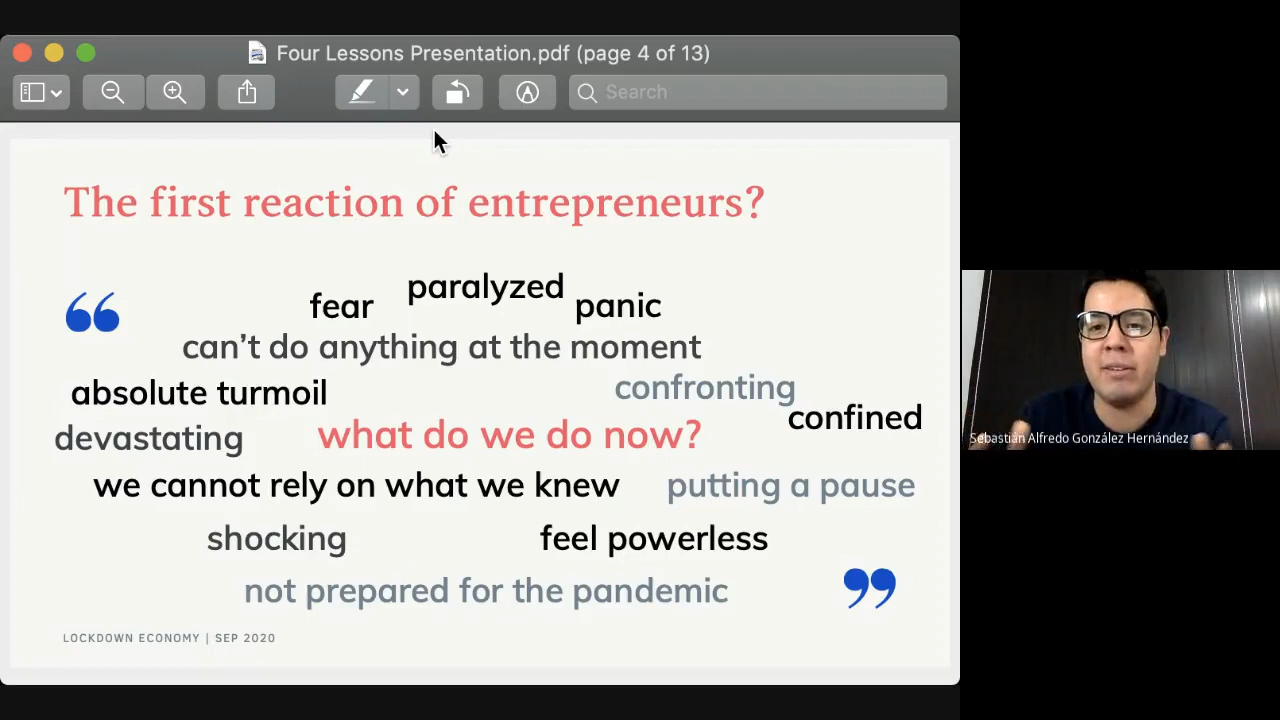 Four Lessons Presentation.pdf (page 4 of 13)
Search
The first reaction of entrepreneurs?
“
fear paralyzed panic
can’t do anything at the moment
absolute turmoil confronting
confined
devastating what do we do now?
we cannot rely on what we knew putting a pause
shocking feel powerless
not prepared for the pandemic
”
LOCKDOWN ECONOMY | SEP 2020
Sebastián Alfredo González Hernández